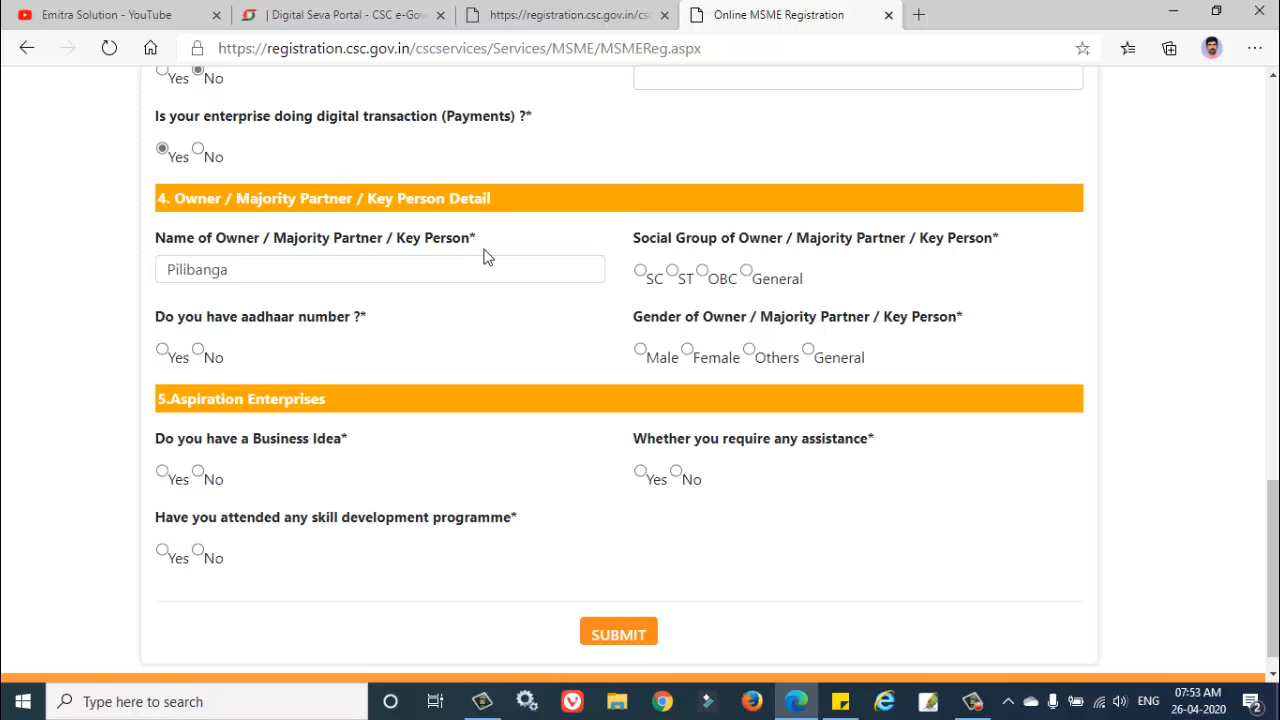 Emitra Solution - YouTube
Digital Seva Portal - CSC e-Gov
https://registration.csc.gov.in/cs
Online MSME Registration
https://registration.csc.gov.in/cscservices/Services/MSME/MSMEReg.aspx
Yes No
Is your enterprise doing digital transaction (Payments) ?*
Yes No
4. Owner / Majority Partner / Key Person Detail
Name of Owner / Majority Partner / Key Person*
Social Group of Owner / Majority Partner / Key Person*
Pilibanga
SC ST OBC General
Do you have aadhaar number ?*
Gender of Owner / Majority Partner / Key Person*
Yes No
Male Female Others General
5.Aspiration Enterprises
Do you have a Business Idea*
Whether you require any assistance*
Yes No
Yes No
Have you attended any skill development programme*
Yes No
SUBMIT
Type here to search
ENG
07:53 AM
26-04-2020
2